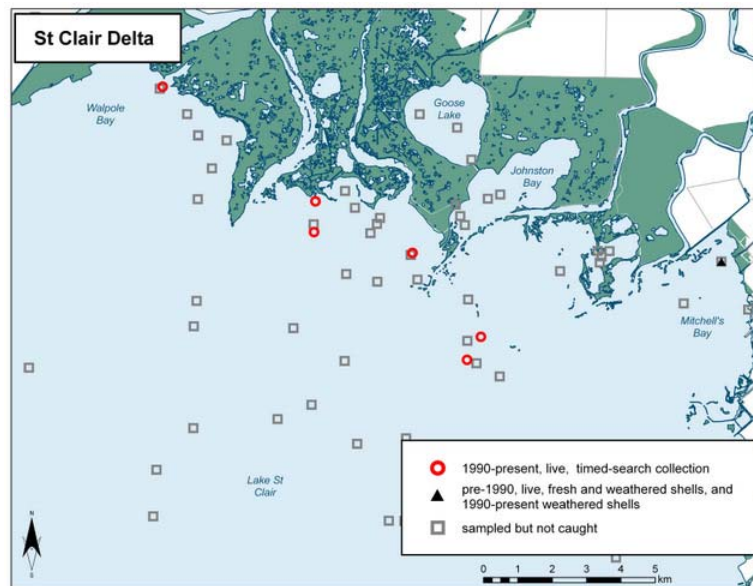 St Clair Delta
Walpole
Bay
Goose
Lake
Johnston
Bay
Mitchell's
Bay
Lake St
Clair
1990-present, live, timed-search collection
pre-1990, live, fresh and weathered shells, and
1990-present weathered shells
sampled but not caught
N
S
0 1 2 3 4 5
km